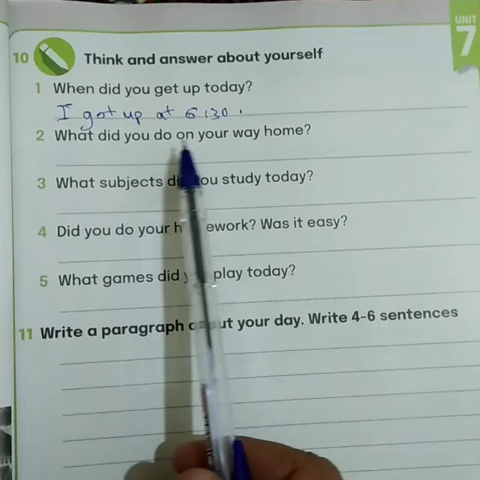 UNIT
7
10 Think and answer about yourself
1 When did you get up today?
I got up at 6:30.
2 What did you do on your way home?
3 What subjects di ou study today?
4 Did you do your h ework? Was it easy?
5 What games did y play today?
11 Write a paragraph a ut your day. Write 4-6 sentences